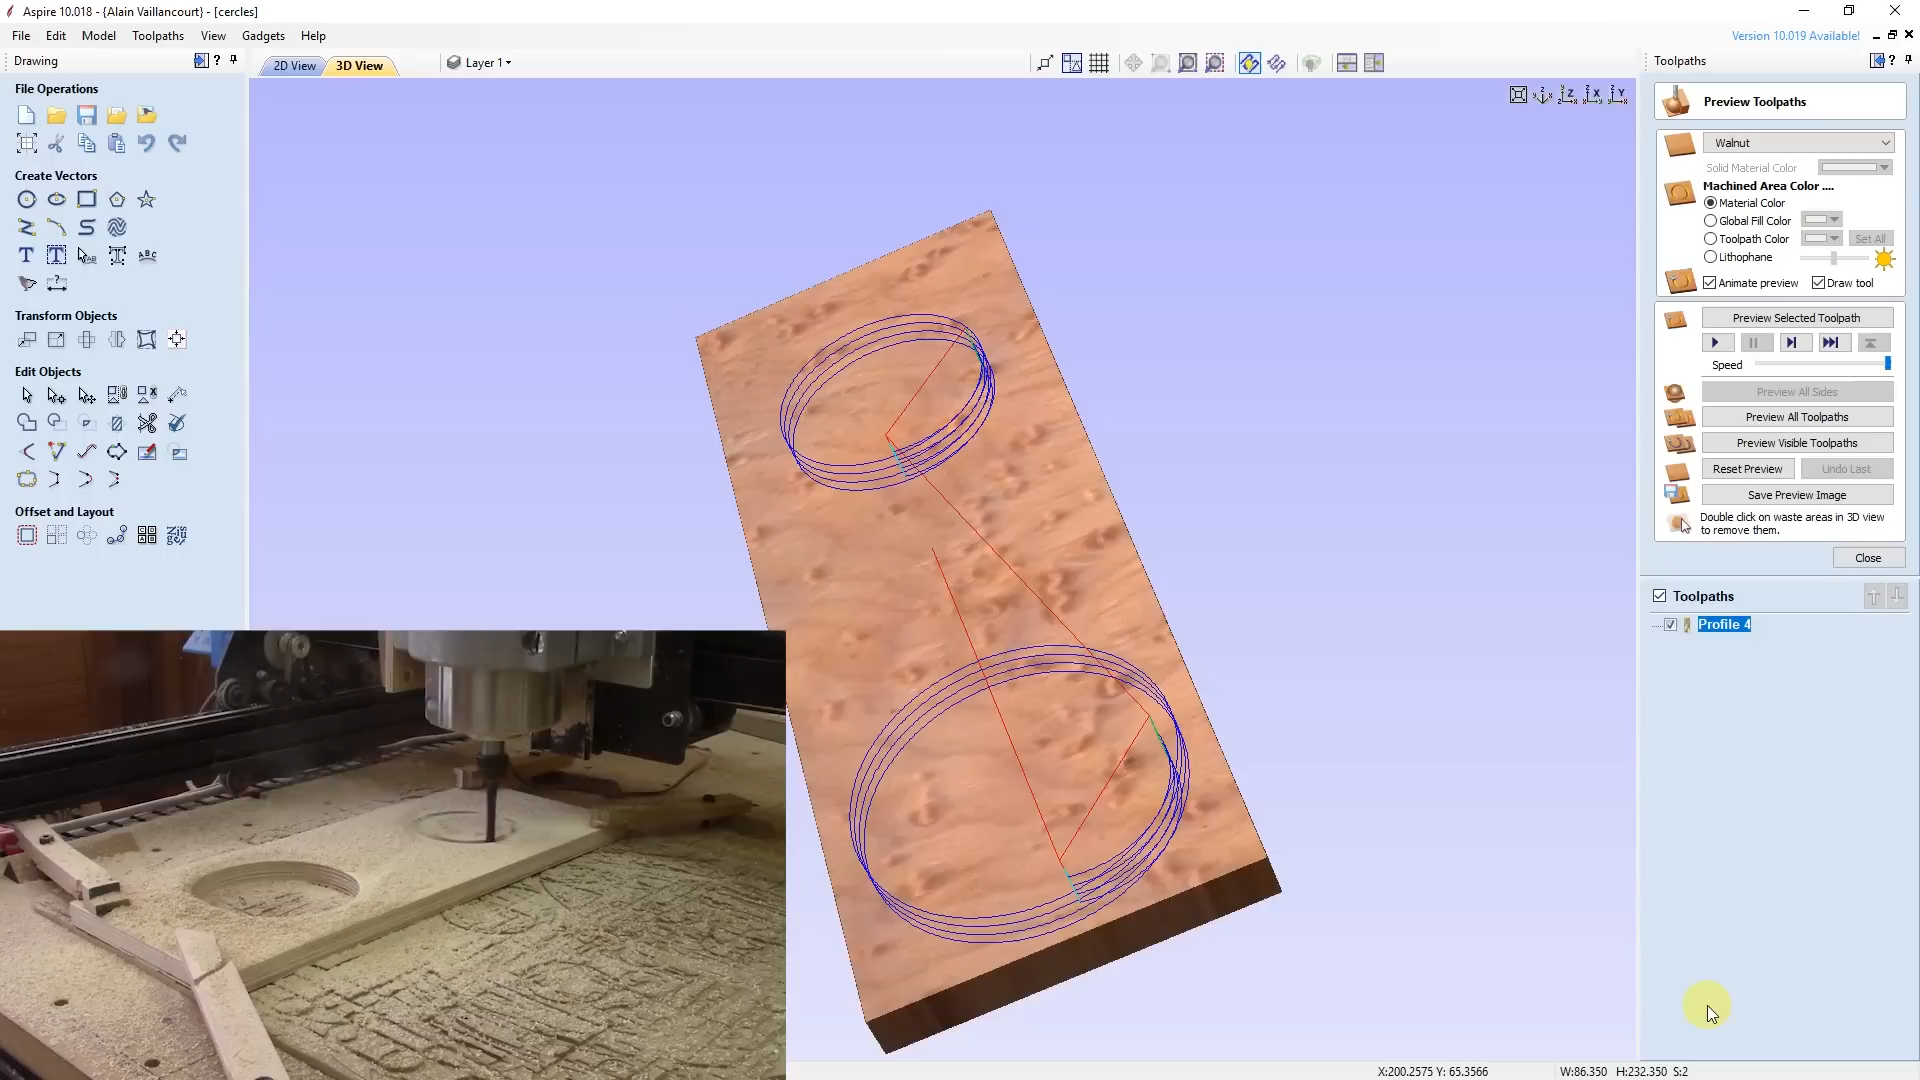 Aspire 10.018 - {Alain Vaillancourt} - [cercles]
File Edit Model Toolpaths View Gadgets Help
Version 10.019 Available!
Drawing
2D View 3D View
Layer 1
File Operations
Create Vectors
Transform Objects
Edit Objects
Offset and Layout
Toolpaths
Preview Toolpaths
Walnut
Solid Material Color
Machined Area Color ....
Material Color
Global Fill Color
Toolpath Color Set All
Lithophane
Animate preview Draw tool
Preview Selected Toolpath
Speed
Preview All Sides
Preview All Toolpaths
Preview Visible Toolpaths
Reset Preview Undo Last
Save Preview Image
Double click on waste areas in 3D view
to remove them.
Close
Toolpaths
Profile 4
X:200.2575 Y: 65.3566 W:86.350 H:232.350 S:2